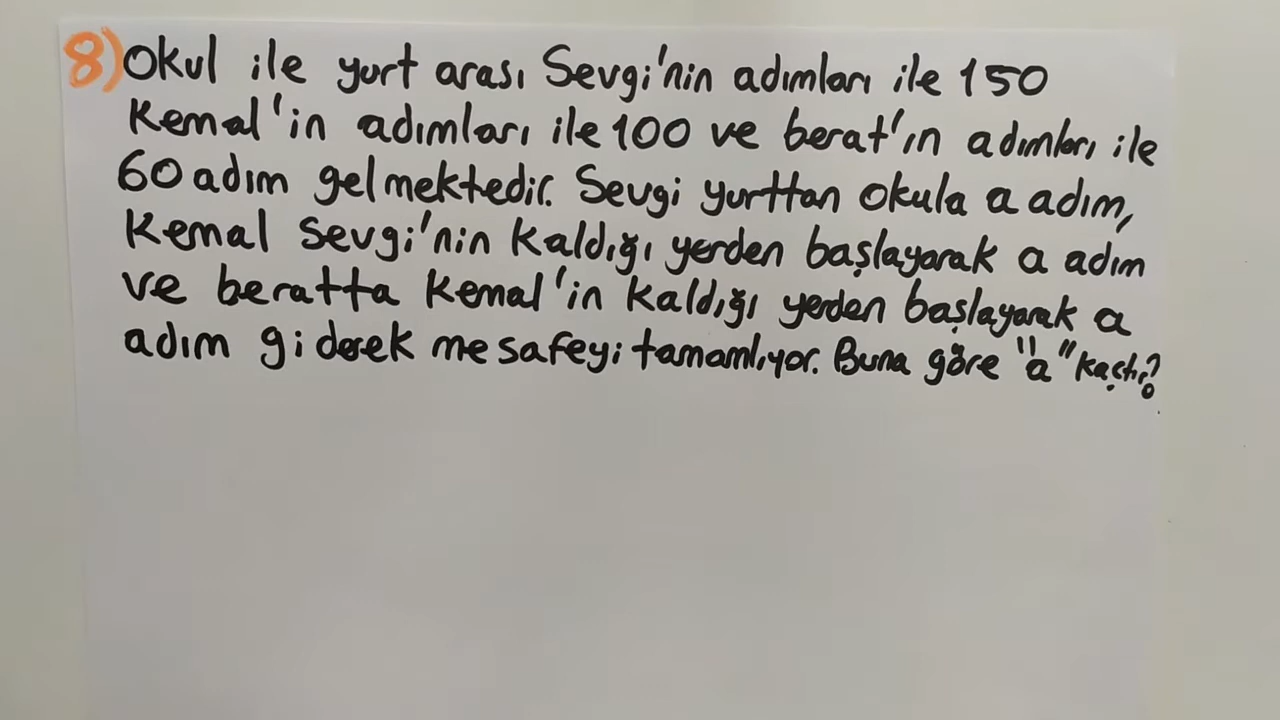 8) Okul ile yurt arası Sevgi'nin adımları ile 150
Kemal'in adımları ile 100 ve berat'ın adımları ile
60 adım gelmektedir. Sevgi yurttan okula a adım,
Kemal Sevgi'nin kaldığı yerden başlayarak a adım
ve beratta Kemal'in kaldığı yerden başlayarak a
adım giderek mesafeyi tamamlıyor. Buna göre "a" kaçtır?